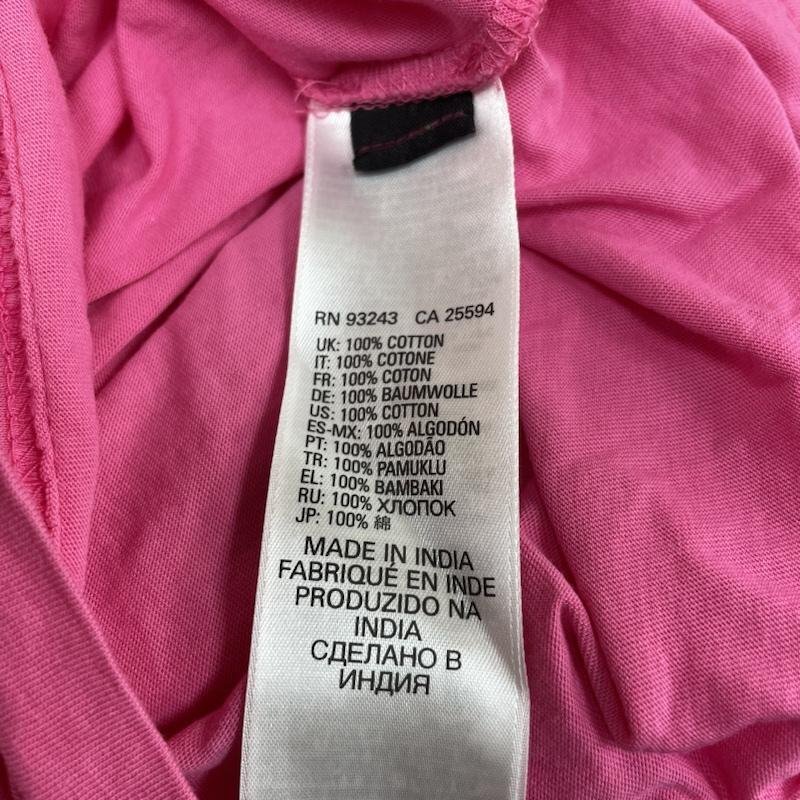 RN 93243 CA 25594
UK: 100% COTTON
IT: 100% COTONE
FR: 100% COTON
DE: 100% BAUMWOLLE
US: 100% COTTON
ES-MX: 100% ALGODÓN
PT: 100% ALGODÃO
TR: 100% PAMUKLU
EL: 100% BAMBAKI
RU: 100% ХЛОПОК
JP: 100% 綿
MADE IN INDIA
FABRIQUÉ EN INDE
PRODUZIDO NA
INDIA
СДЕЛАНО В
ИНДИЯ